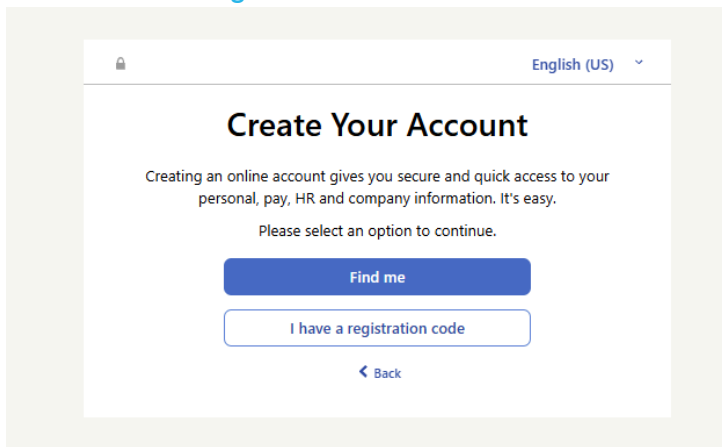 English (US)
Create Your Account
Creating an online account gives you secure and quick access to your
personal, pay, HR and company information. It's easy.
Please select an option to continue.
Find me
I have a registration code
Back